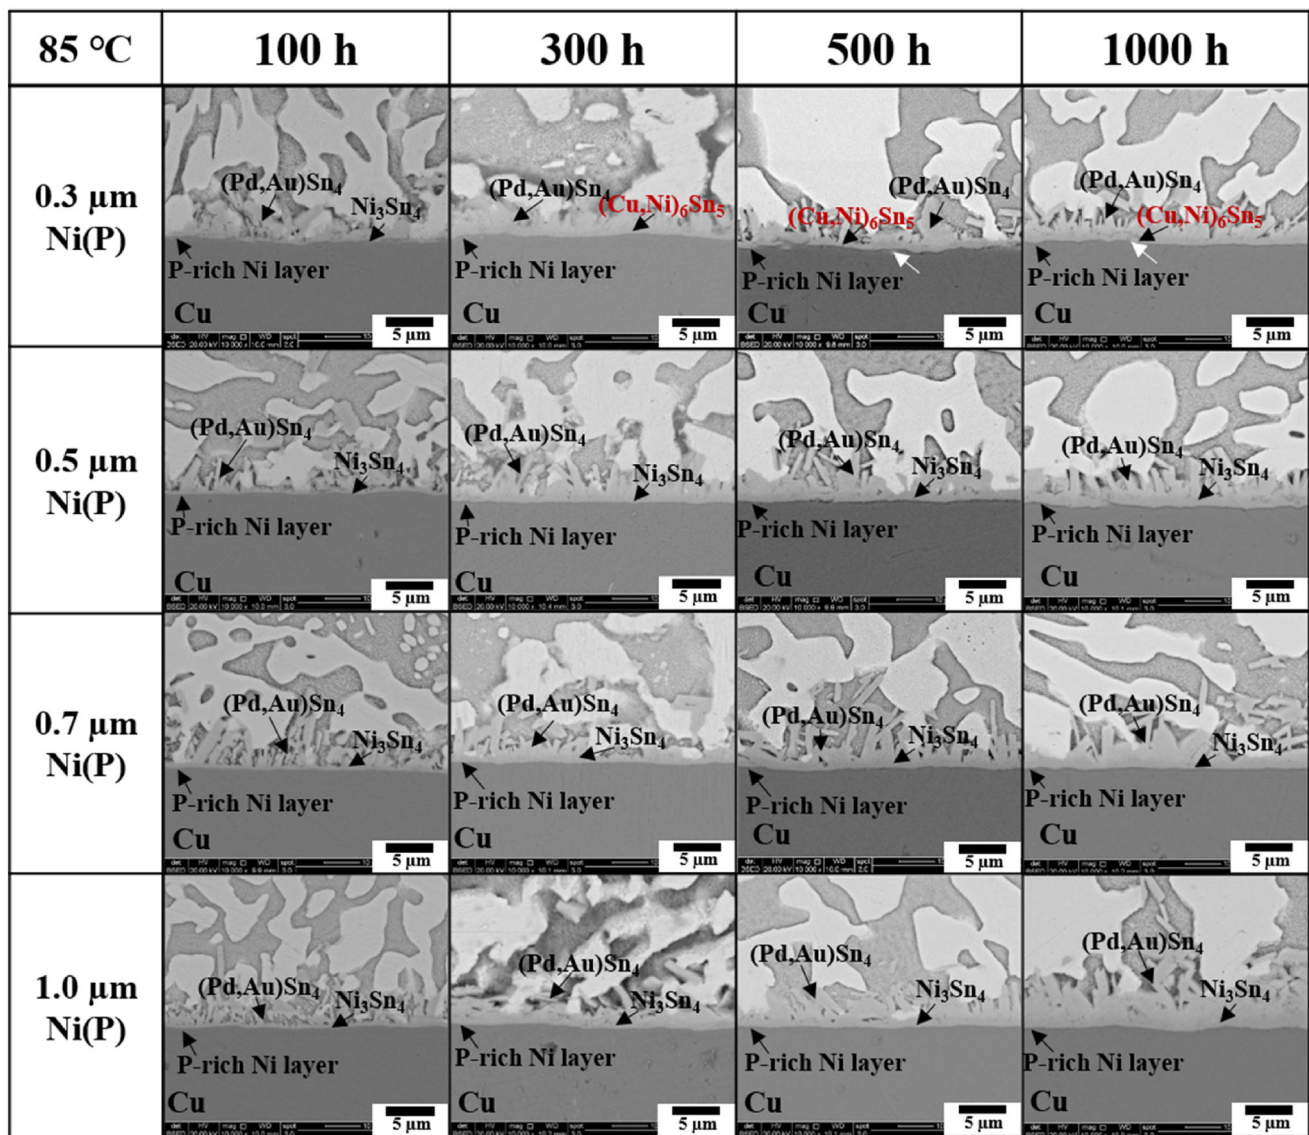 85 °C 100 h 300 h 500 h 1000 h
0.3 µm
Ni(P)
(Pd,Au)Sn4
Ni3Sn4
P-rich Ni layer
Cu
5 µm
(Pd,Au)Sn4
(Cu,Ni)6Sn5
P-rich Ni layer
Cu
5 µm
(Pd,Au)Sn4
(Cu,Ni)6Sn5
P-rich Ni layer
Cu
5 µm
(Pd,Au)Sn4
(Cu,Ni)6Sn5
P-rich Ni layer
Cu
5 µm
0.5 µm
Ni(P)
(Pd,Au)Sn4
Ni3Sn4
P-rich Ni layer
Cu
5 µm
(Pd,Au)Sn4
Ni3Sn4
P-rich Ni layer
Cu
5 µm
(Pd,Au)Sn4
Ni3Sn4
P-rich Ni layer
Cu
5 µm
(Pd,Au)Sn4
Ni3Sn4
P-rich Ni layer
Cu
5 µm
0.7 µm
Ni(P)
(Pd,Au)Sn4
Ni3Sn4
P-rich Ni layer
Cu
5 µm
(Pd,Au)Sn4
Ni3Sn4
P-rich Ni layer
Cu
5 µm
(Pd,Au)Sn4
Ni3Sn4
P-rich Ni layer
Cu
5 µm
(Pd,Au)Sn4
Ni3Sn4
P-rich Ni layer
Cu
5 µm
1.0 µm
Ni(P)
(Pd,Au)Sn4
Ni3Sn4
P-rich Ni layer
Cu
5 µm
(Pd,Au)Sn4
Ni3Sn4
P-rich Ni layer
Cu
5 µm
(Pd,Au)Sn4
Ni3Sn4
P-rich Ni layer
Cu
5 µm
(Pd,Au)Sn4
Ni3Sn4
P-rich Ni layer
Cu
5 µm